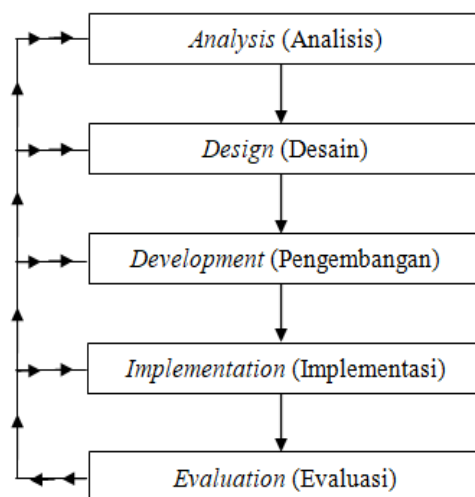 Analysis (Analisis)
Design (Desain)
Development (Pengembangan)
Implementation (Implementasi)
Evaluation (Evaluasi)